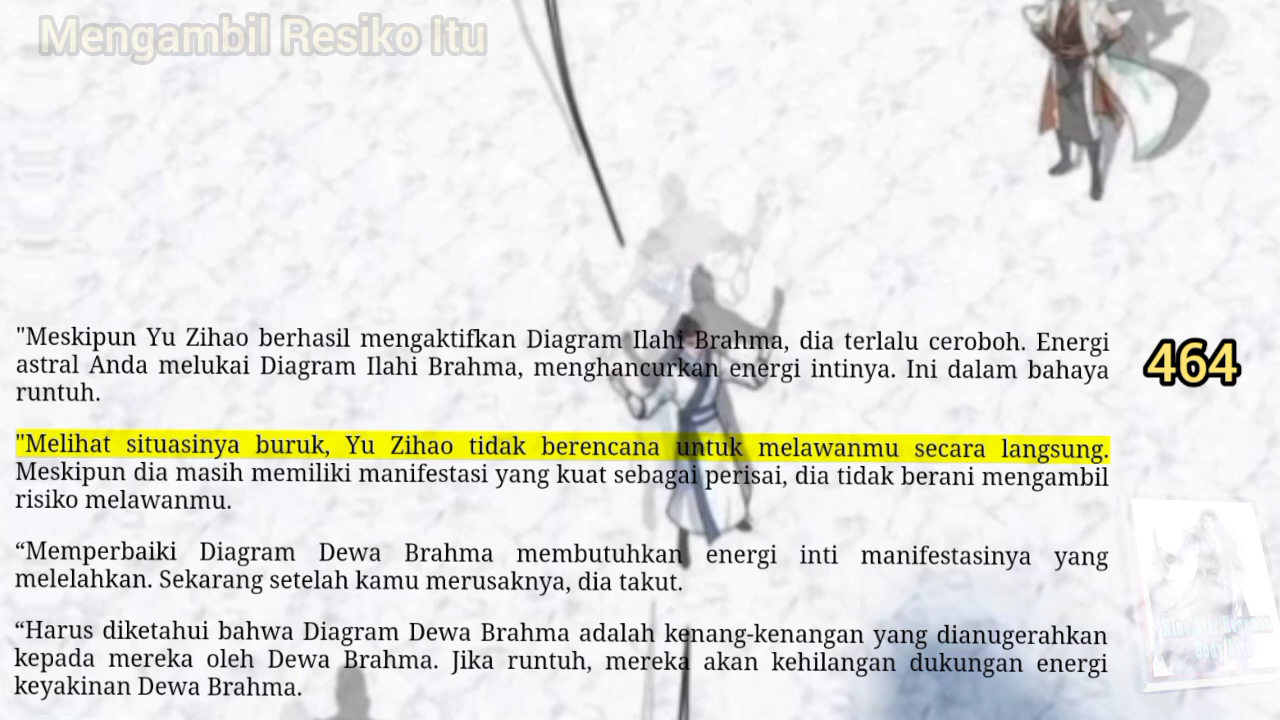 Mengambil Resiko Itu
"Meskipun Yu Zihao berhasil mengaktifkan Diagram Ilahi Brahma, dia terlalu ceroboh. Energi
astral Anda melukai Diagram Ilahi Brahma, menghancurkan energi intinya. Ini dalam bahaya
runtuh.
464
"Melihat situasinya buruk, Yu Zihao tidak berencana untuk melawanmu secara langsung.
Meskipun dia masih memiliki manifestasi yang kuat sebagai perisai, dia tidak berani mengambil
risiko melawanmu.
“Memperbaiki Diagram Dewa Brahma membutuhkan energi inti manifestasinya yang
melelahkan. Sekarang setelah kamu merusaknya, dia takut.
“Harus diketahui bahwa Diagram Dewa Brahma adalah kenang-kenangan yang dianugerahkan
kepada mereka oleh Dewa Brahma. Jika runtuh, mereka akan kehilangan dukungan energi
keyakinan Dewa Brahma.